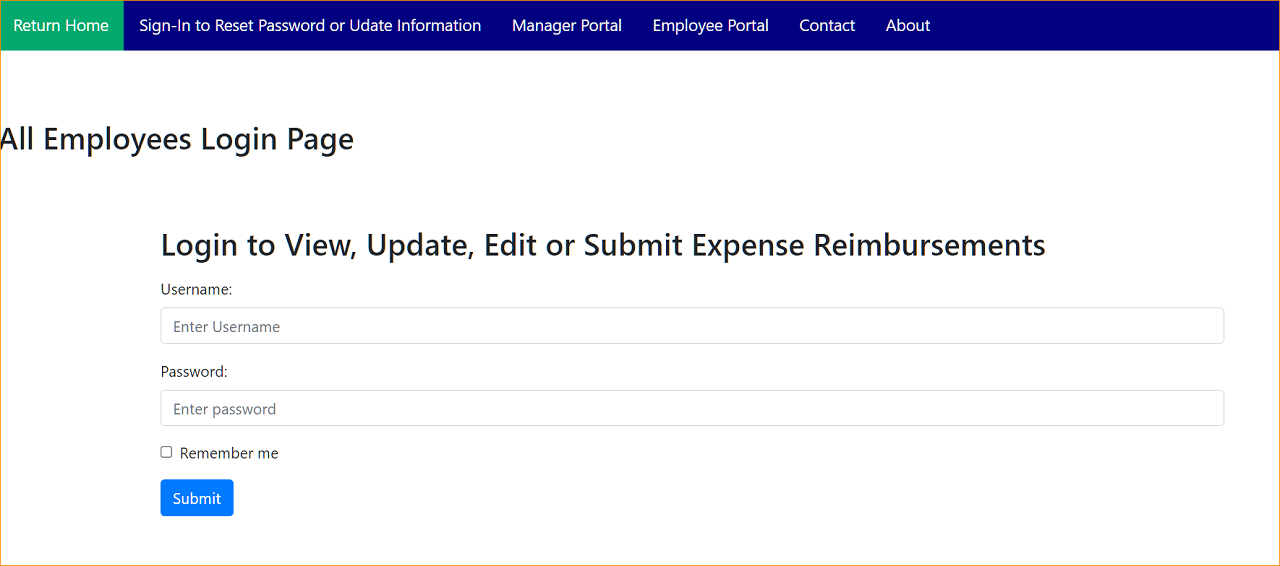 Return Home Sign-In to Reset Password or Udate Information Manager Portal Employee Portal Contact About
All Employees Login Page
Login to View, Update, Edit or Submit Expense Reimbursements
Username:
Enter Username
Password:
Enter password
Remember me
Submit